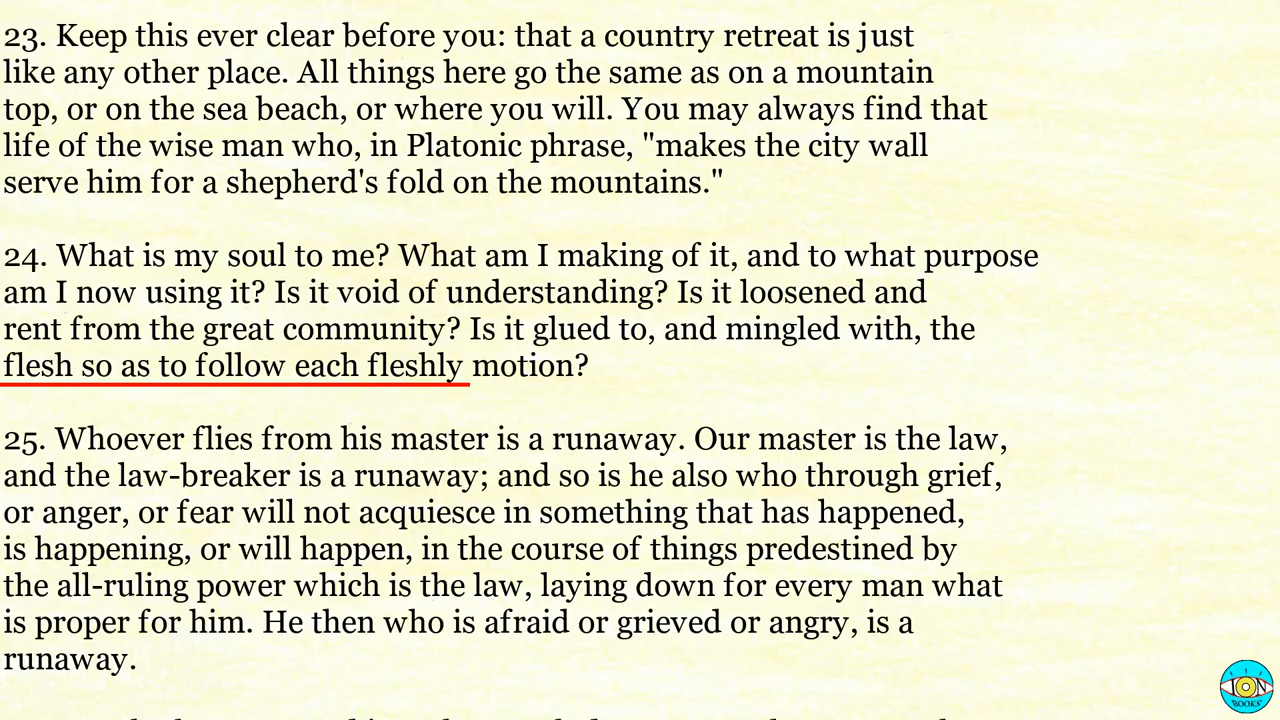 23. Keep this ever clear before you: that a country retreat is just
like any other place. All things here go the same as on a mountain
top, or on the sea beach, or where you will. You may always find that
life of the wise man who, in Platonic phrase, "makes the city wall
serve him for a shepherd's fold on the mountains."
24. What is my soul to me? What am I making of it, and to what purpose
am I now using it? Is it void of understanding? Is it loosened and
rent from the great community? Is it glued to, and mingled with, the
flesh so as to follow each fleshly motion?
25. Whoever flies from his master is a runaway. Our master is the law,
and the law-breaker is a runaway; and so is he also who through grief,
or anger, or fear will not acquiesce in something that has happened,
is happening, or will happen, in the course of things predestined by
the all-ruling power which is the law, laying down for every man what
is proper for him. He then who is afraid or grieved or angry, is a
runaway.
ION
BOOKS